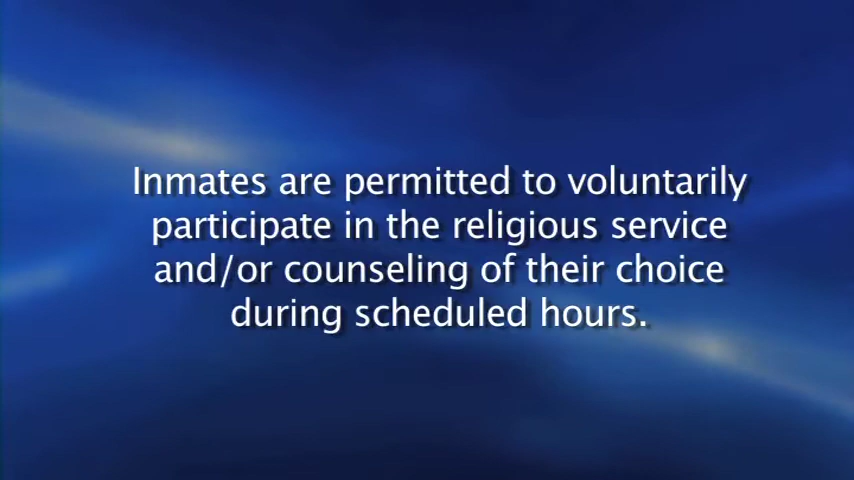 Inmates are permitted to voluntarily
participate in the religious service
and/or counseling of their choice
during scheduled hours.